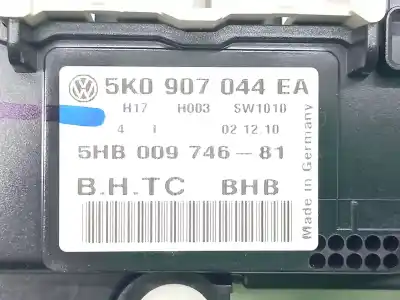 5K0 907 044 EA
H17 H003 SW1010
4 I 02 12.10
5HB 009 746-81
B.H.TC BHB
Made in Germany